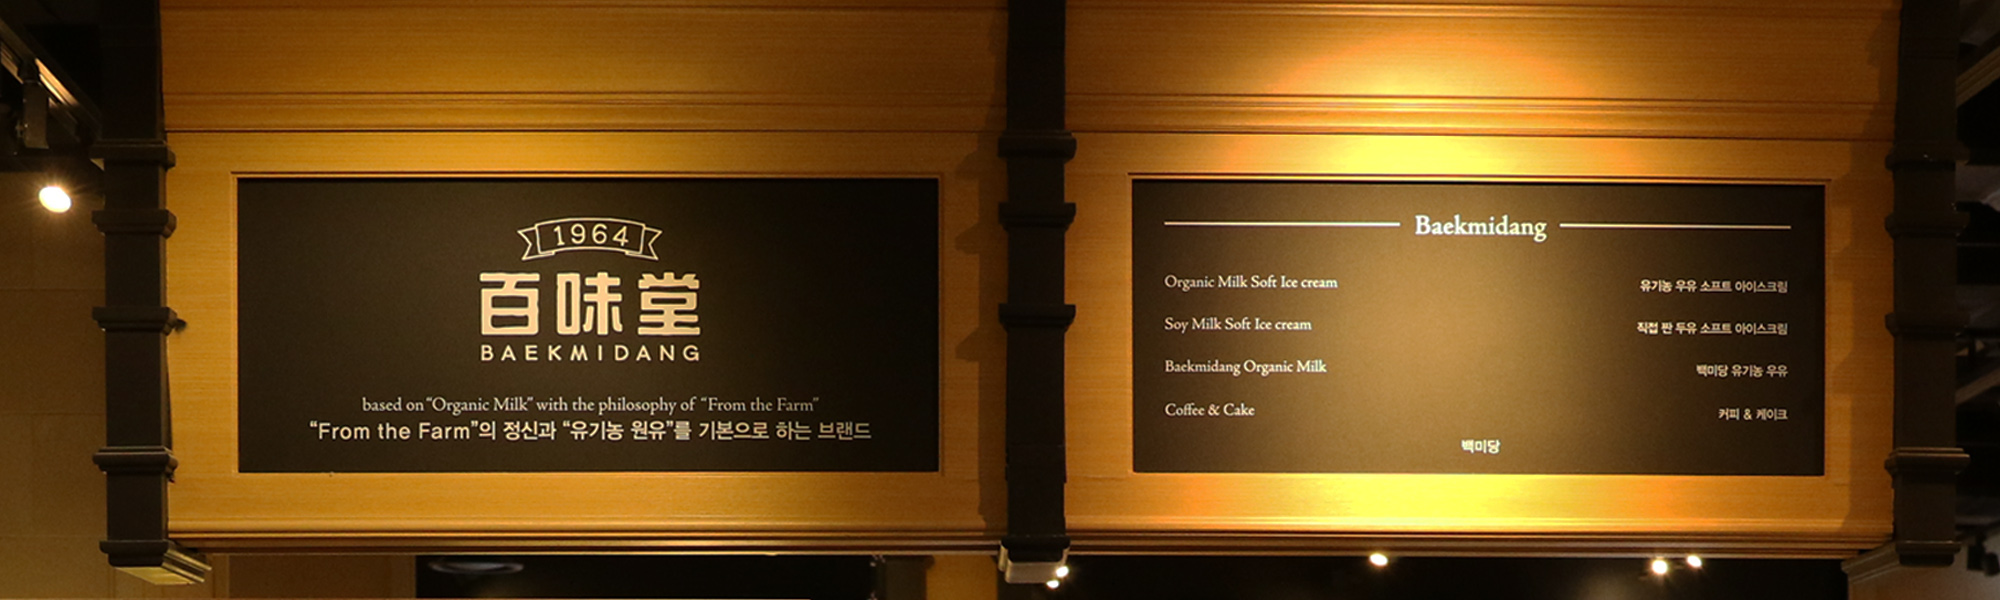 1964
百味堂
BAEKMIDANG
based on “Organic Milk” with the philosophy of “From the Farm”
“From the Farm”의 정신과 “유기농 원유”를 기본으로 하는 브랜드
Baekmidang
Organic Milk Soft Ice cream 유기농 우유 소프트 아이스크림
Soy Milk Soft Ice cream 직접 짠 두유 소프트 아이스크림
Baekmidang Organic Milk 백미당 유기농 우유
Coffee & Cake 커피 & 케이크
백미당